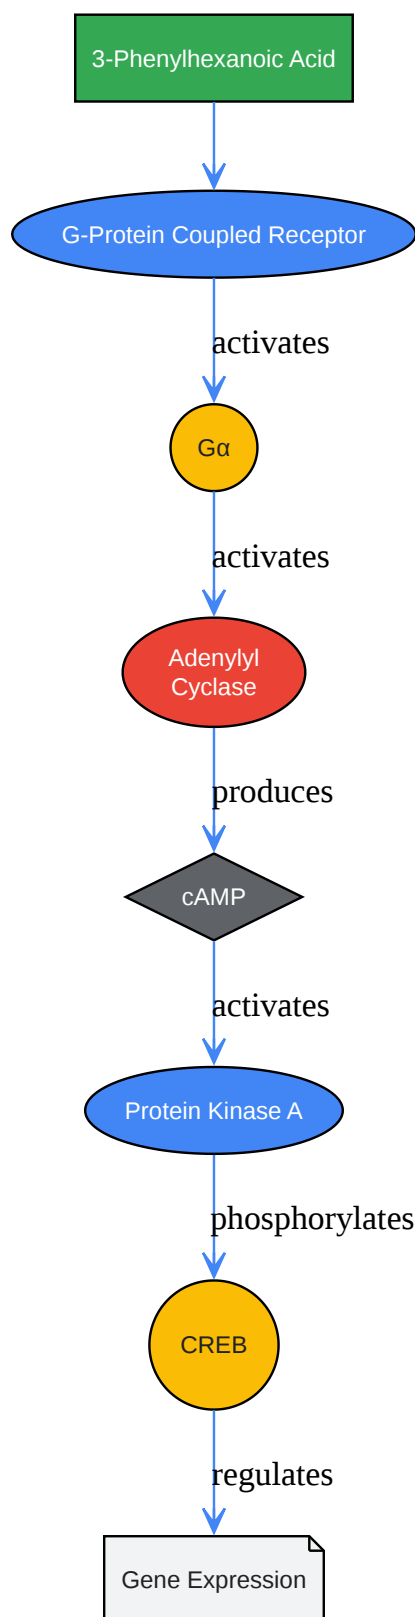 3-Phenylhexanoic Acid
G-Protein Coupled Receptor
activates
Gα
activates
Adenylyl
Cyclase
produces
cAMP
activates
Protein Kinase A
phosphorylates
CREB
regulates
Gene Expression